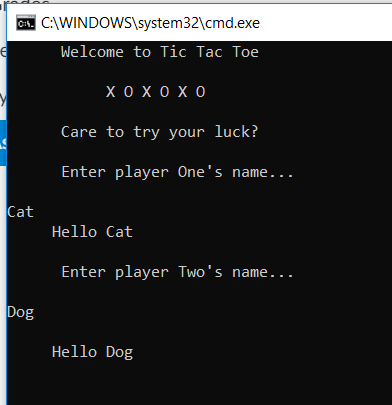 C:\WINDOWS\system32\cmd.exe
Welcome to Tic Tac Toe
X O X O X O
Care to try your luck?
Enter player One's name...
Cat
Hello Cat
Enter player Two's name...
Dog
Hello Dog